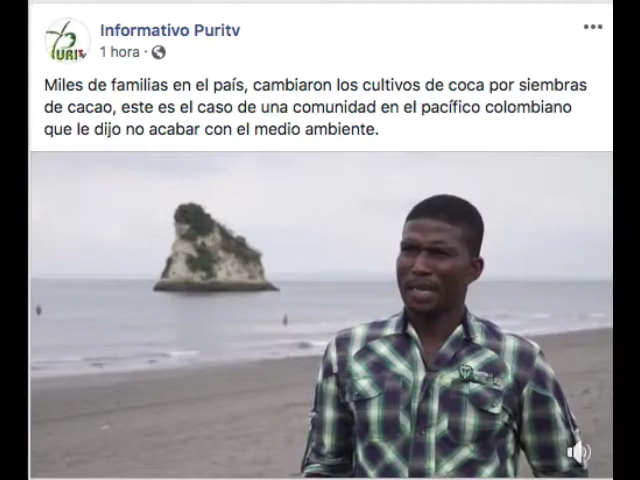 Informativo Puritv
1 hora ·
Miles de familias en el país, cambiaron los cultivos de coca por siembras
de cacao, este es el caso de una comunidad en el pacífico colombiano
que le dijo no acabar con el medio ambiente.